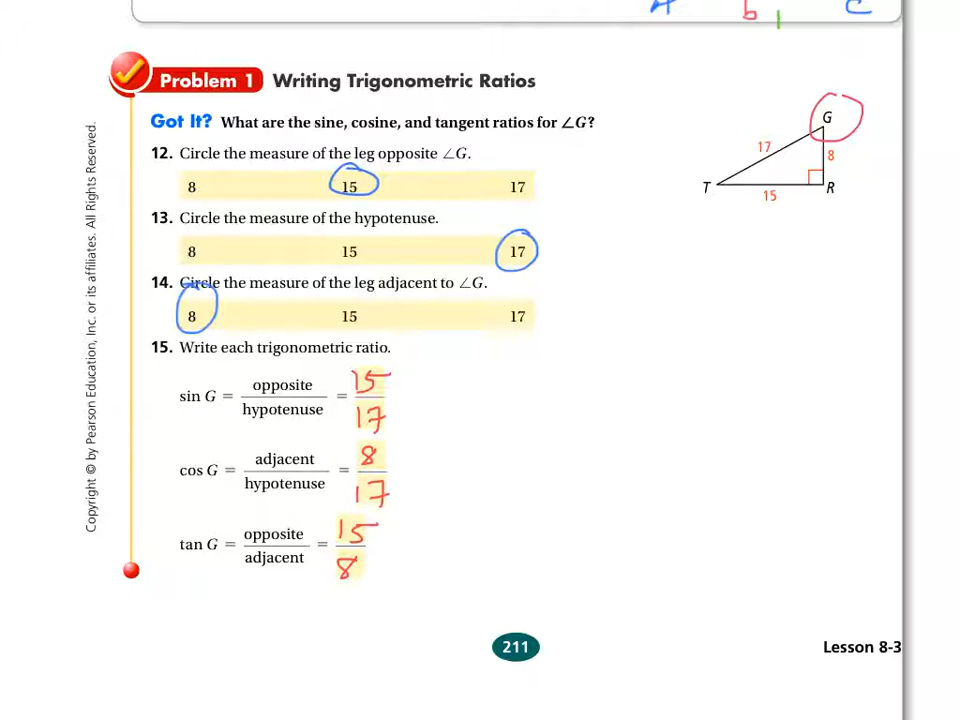 b
Problem 1 Writing Trigonometric Ratios
Got It? What are the sine, cosine, and tangent ratios for ∠G?
12. Circle the measure of the leg opposite ∠G.
8 15 17
13. Circle the measure of the hypotenuse.
8 15 17
14. Circle the measure of the leg adjacent to ∠G.
8 15 17
15. Write each trigonometric ratio.
sin G = opposite / hypotenuse = 15 / 17
cos G = adjacent / hypotenuse = 8 / 17
tan G = opposite / adjacent = 15 / 8
G
17
8
T
R
15
Copyright © by Pearson Education, Inc. or its affiliates. All Rights Reserved.
211
Lesson 8-3